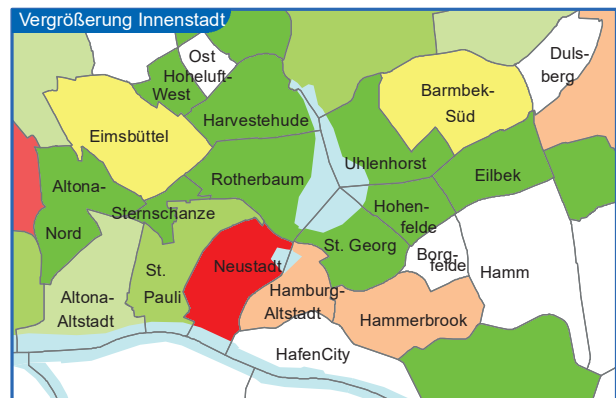 Vergrößerung Innenstadt
Ost
Hoheluft-
West
Duls-
berg
Barmbek-
Süd
Harvestehude
Eimsbüttel
Uhlenhorst
Eilbek
Rotherbaum
Altona-
Nord
Sternschanze
Hohen-
felde
St. Georg
Borg-
felde
Hamm
St.
Pauli
Neustadt
Hamburg-
Altstadt
Altona-
Altstadt
Hammerbrook
HafenCity